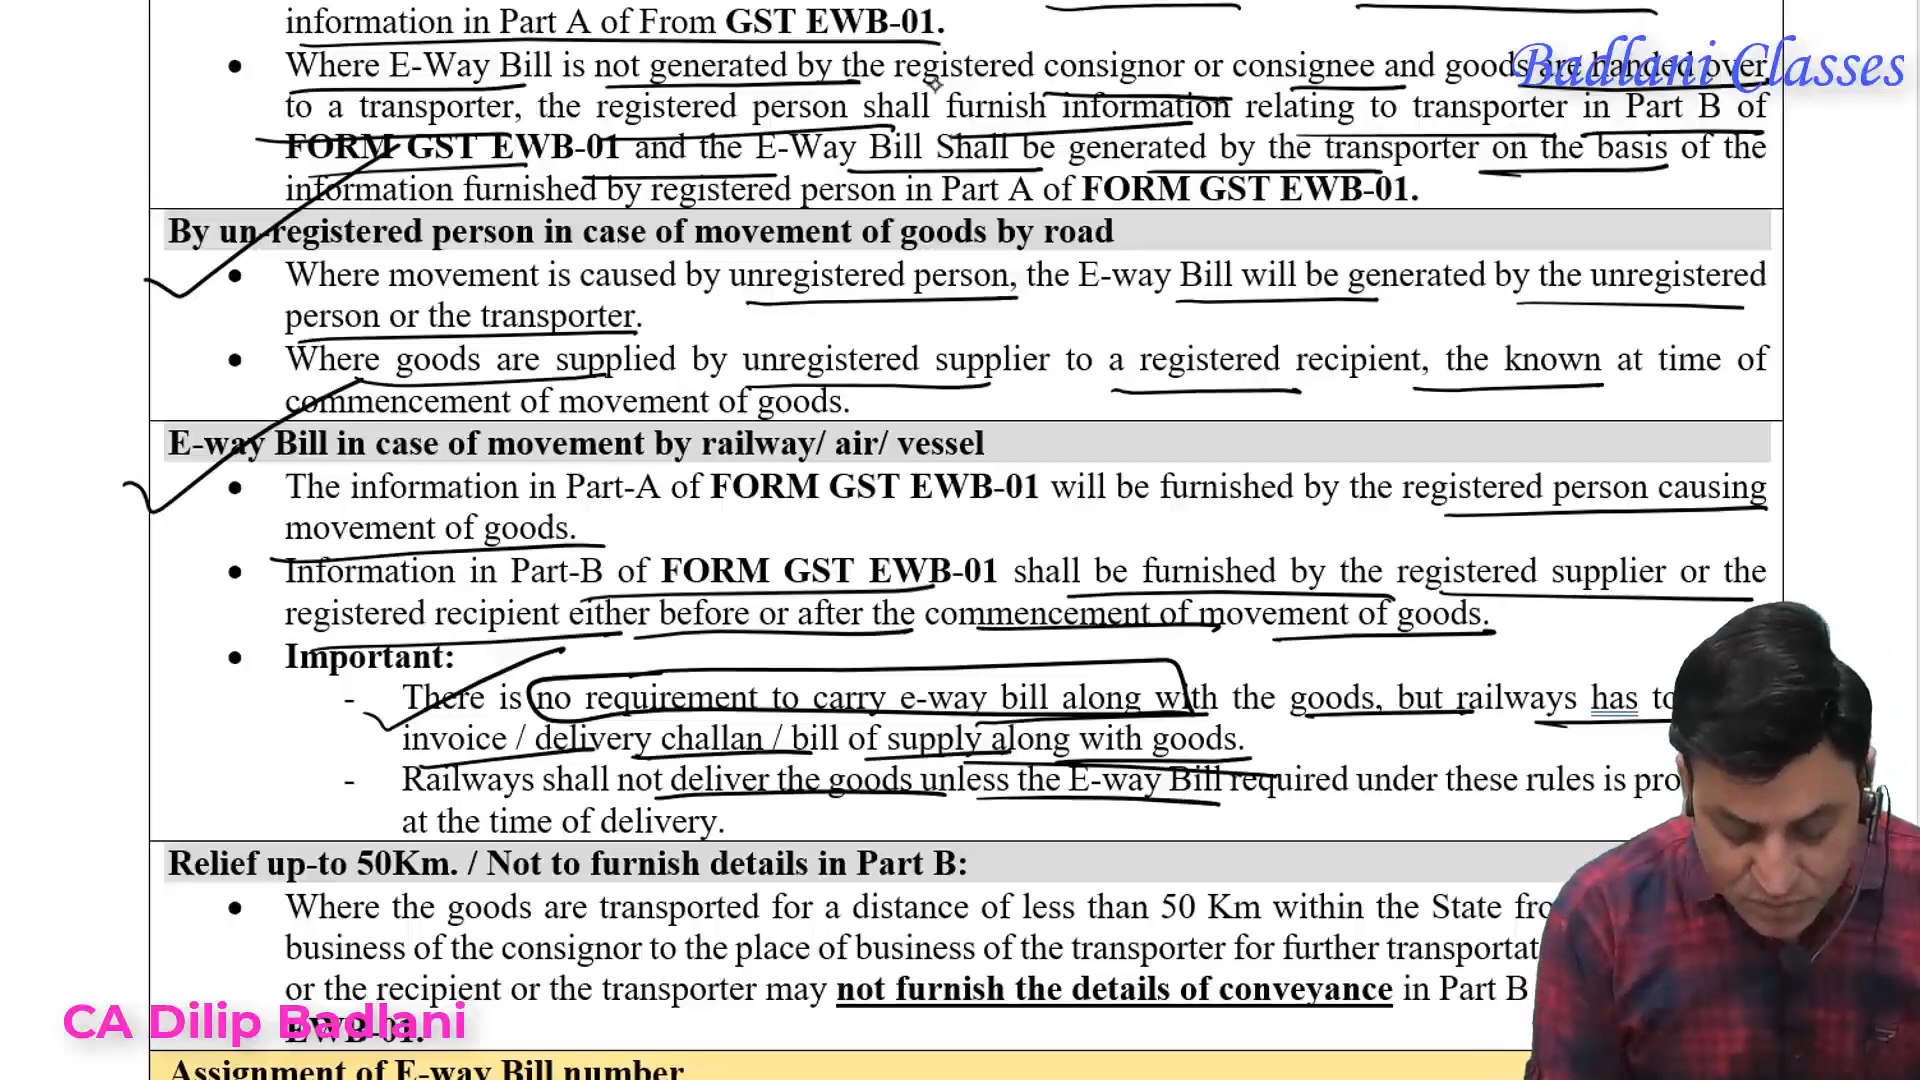 information in Part A of From GST EWB-01.
Badlani Classes
• Where E-Way Bill is not generated by the registered consignor or consignee and goods are handed over
to a transporter, the registered person shall furnish information relating to transporter in Part B of
FORM GST EWB-01 and the E-Way Bill Shall be generated by the transporter on the basis of the
information furnished by registered person in Part A of FORM GST EWB-01.
By un-registered person in case of movement of goods by road
• Where movement is caused by unregistered person, the E-way Bill will be generated by the unregistered
person or the transporter.
• Where goods are supplied by unregistered supplier to a registered recipient, the known at time of
commencement of movement of goods.
E-way Bill in case of movement by railway/ air/ vessel
• The information in Part-A of FORM GST EWB-01 will be furnished by the registered person causing
movement of goods.
• Information in Part-B of FORM GST EWB-01 shall be furnished by the registered supplier or the
registered recipient either before or after the commencement of movement of goods.
• Important:
- There is no requirement to carry e-way bill along with the goods, but railways has to
invoice / delivery challan / bill of supply along with goods.
- Railways shall not deliver the goods unless the E-way Bill required under these rules is
at the time of delivery.
Relief up-to 50Km. / Not to furnish details in Part B:
• Where the goods are transported for a distance of less than 50 Km within the State
business of the consignor to the place of business of the transporter for further
or the recipient or the transporter may not furnish the details of conveyance in Part B
EWB-01.
CA Dilip Badlani
Assignment of E-way Bill number